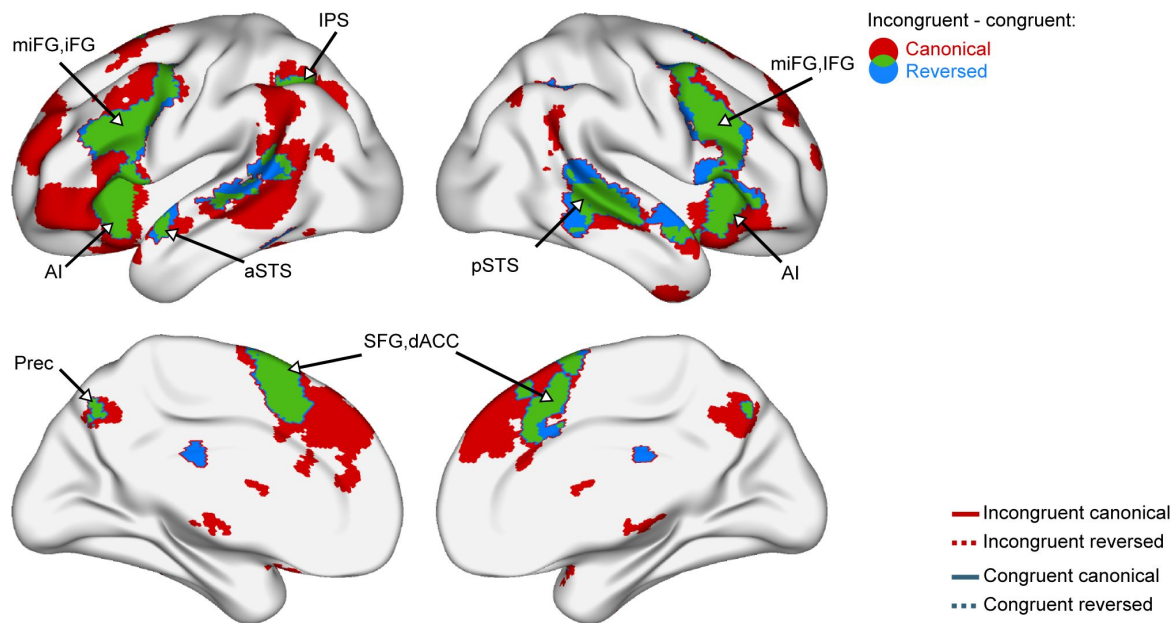 IPS
miFG,iFG
AI
aSTS
Incongruent - congruent:
Canonical
Reversed
miFG,IFG
pSTS
AI
Prec
SFG,dACC
Incongruent canonical
Incongruent reversed
Congruent canonical
Congruent reversed